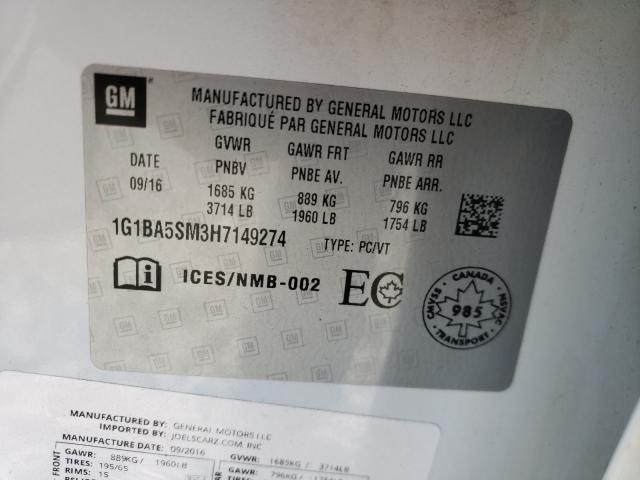 GM
MANUFACTURED BY GENERAL MOTORS LLC
FABRIQUÉ PAR GENERAL MOTORS LLC
DATE
09/16
GVWR
PNBV
1685 KG
3714 LB
GAWR FRT
PNBE AV.
889 KG
1960 LB
GAWR RR
PNBE ARR.
796 KG
1754 LB
1G1BA5SM3H7149274
TYPE: PC/VT
ICES/NMB-002
EC
CANADA
CMVSS
NSVAC
985
TRANSPORT
MANUFACTURED BY: GENERAL MOTORS LLC
IMPORTED BY: JOELSCARZ.COM, INC
MANUFACTURED DATE: 09/2016
FRONT
GAWR: 889KG / 1960LB
TIRES: 195/65
RIMS: 15
GVWR: 1685KG / 3714LB
GAWR: